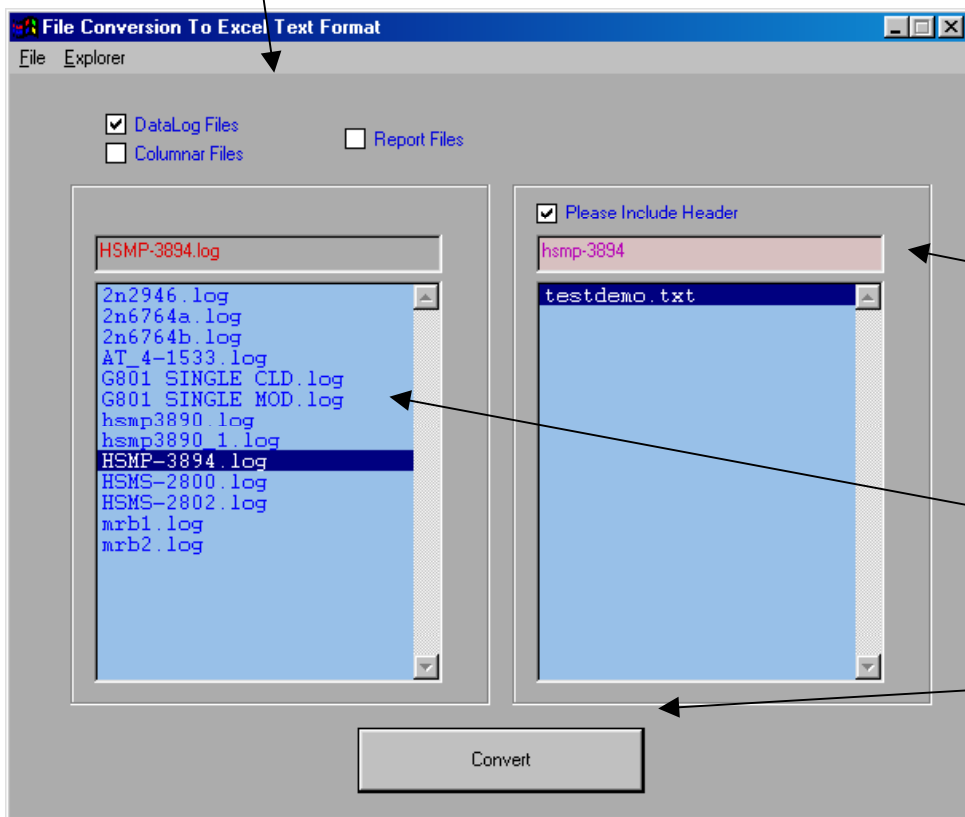 File Conversion To Excel Text Format
File Explorer
DataLog Files
Columnar Files
Report Files
Please Include Header
HSMP-3894.log
hsmp-3894
2n2946.log
2n6764a.log
2n6764b.log
AT_4-1533.log
G801 SINGLE CLD.log
G801 SINGLE MOD.log
hsmp3890.log
hsmp3890_1.log
HSMP-3894.log
HSMS-2800.log
HSMS-2802.log
mrb1.log
mrb2.log
testdemo.txt
Convert